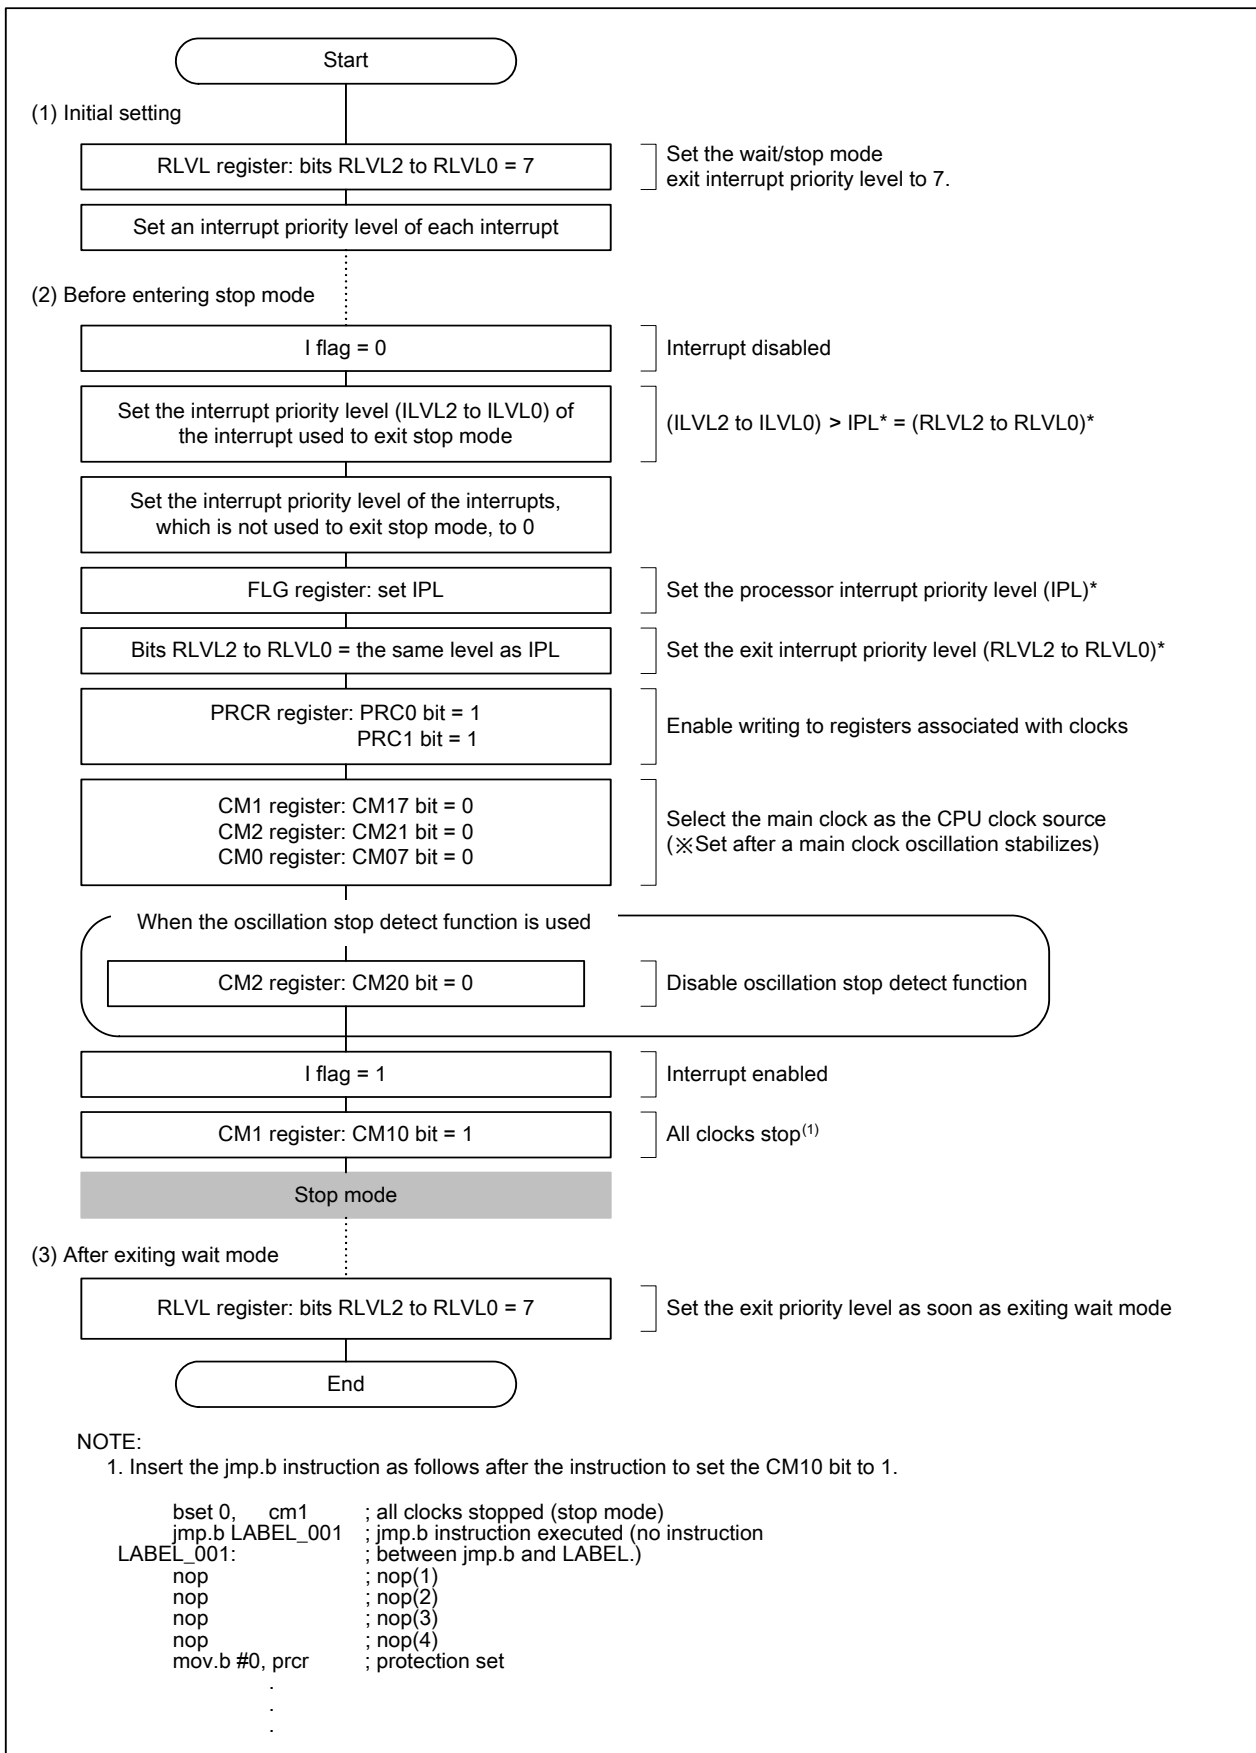 Start
(1) Initial setting
RLVL register: bits RLVL2 to RLVL0 = 7
Set the wait/stop mode
exit interrupt priority level to 7.
Set an interrupt priority level of each interrupt
(2) Before entering stop mode
I flag = 0
Interrupt disabled
Set the interrupt priority level (ILVL2 to ILVL0) of
the interrupt used to exit stop mode
(ILVL2 to ILVL0) > IPL* = (RLVL2 to RLVL0)*
Set the interrupt priority level of the interrupts,
which is not used to exit stop mode, to 0
FLG register: set IPL
Set the processor interrupt priority level (IPL)*
Bits RLVL2 to RLVL0 = the same level as IPL
Set the exit interrupt priority level (RLVL2 to RLVL0)*
PRCR register: PRC0 bit = 1
PRC1 bit = 1
Enable writing to registers associated with clocks
CM1 register: CM17 bit = 0
CM2 register: CM21 bit = 0
CM0 register: CM07 bit = 0
Select the main clock as the CPU clock source
(※Set after a main clock oscillation stabilizes)
When the oscillation stop detect function is used
CM2 register: CM20 bit = 0
Disable oscillation stop detect function
I flag = 1
Interrupt enabled
CM1 register: CM10 bit = 1
All clocks stop(1)
Stop mode
(3) After exiting wait mode
RLVL register: bits RLVL2 to RLVL0 = 7
Set the exit priority level as soon as exiting wait mode
End
NOTE:
1. Insert the jmp.b instruction as follows after the instruction to set the CM10 bit to 1.
bset 0, cm1 ; all clocks stopped (stop mode)
jmp.b LABEL_001 ; jmp.b instruction executed (no instruction
LABEL_001: ; between jmp.b and LABEL.)
nop ; nop(1)
nop ; nop(2)
nop ; nop(3)
nop ; nop(4)
mov.b #0, prcr ; protection set
.
.
.